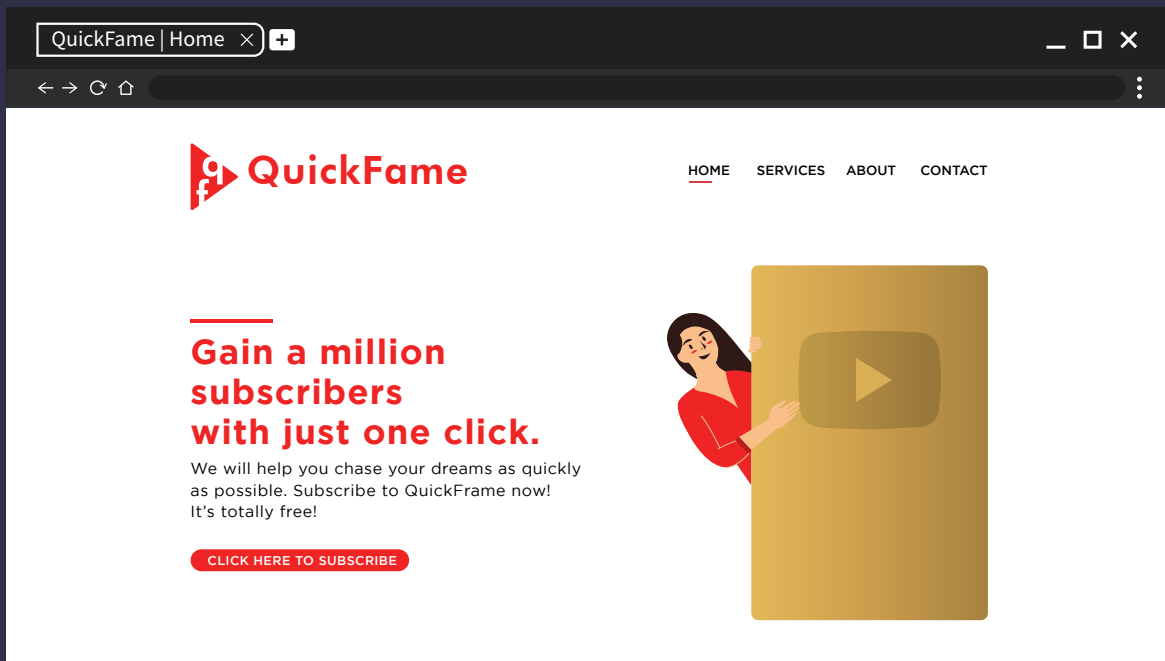 QuickFame | Home
qf QuickFame
HOME SERVICES ABOUT CONTACT
Gain a million
subscribers
with just one click.
We will help you chase your dreams as quickly
as possible. Subscribe to QuickFrame now!
It's totally free!
CLICK HERE TO SUBSCRIBE